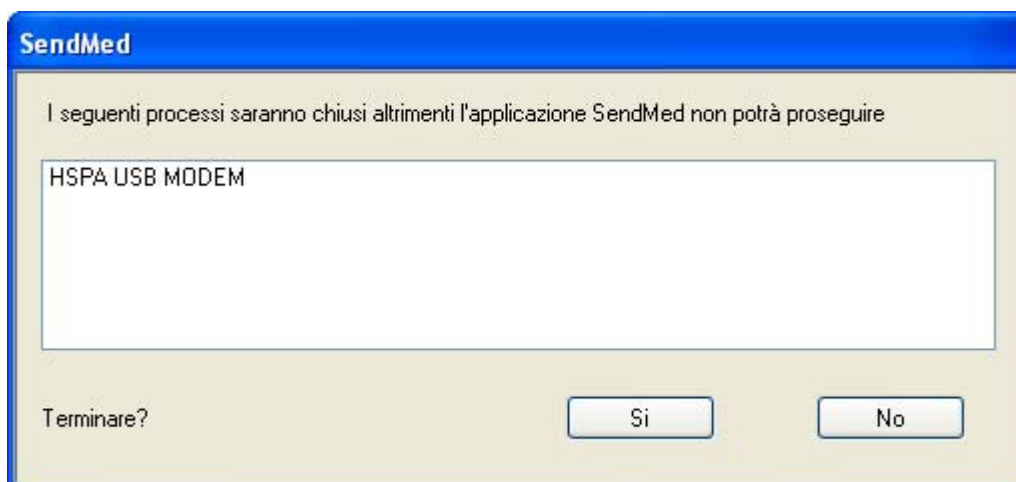 SendMed
I seguenti processi saranno chiusi altrimenti l'applicazione SendMed non potrà proseguire
HSPA USB MODEM
Terminare? Si No